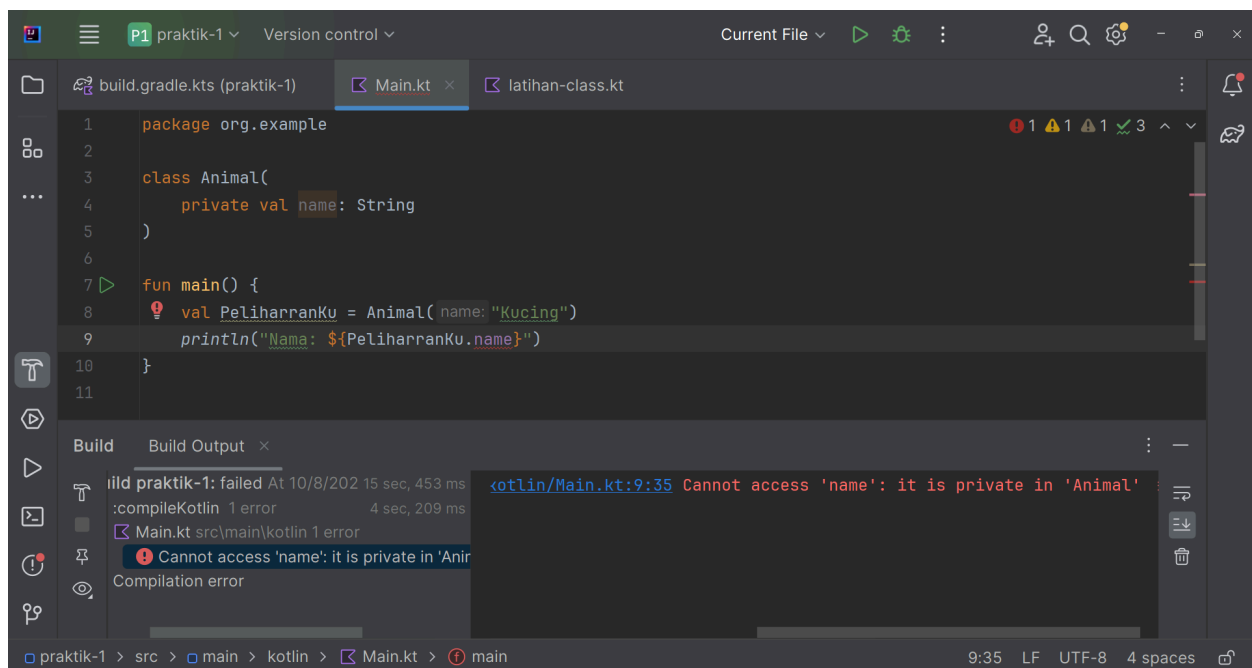 P1 praktik-1 Version control Current File
build.gradle.kts (praktik-1) Main.kt latihan-class.kt
1 package org.example 1 1 1 3
2
3 class Animal(
4 private val name: String
5 )
6
7 fun main() {
8 val PeliharranKu = Animal( name: "Kucing")
9 println("Nama: ${PeliharranKu.name}")
10 }
11
Build Build Output
ild praktik-1: failed At 10/8/202 15 sec, 453 ms
:compileKotlin 1 error 4 sec, 209 ms
Main.kt src\main\kotlin 1 error
Cannot access 'name': it is private in 'Anir
Compilation error
kotlin/Main.kt:9:35 Cannot access 'name': it is private in 'Animal'
praktik-1 > src > main > kotlin > Main.kt > main 9:35 LF UTF-8 4 spaces